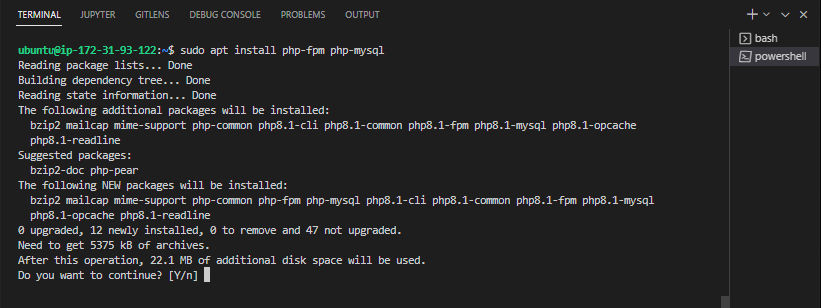 TERMINAL JUPYTER GITLENS DEBUG CONSOLE PROBLEMS OUTPUT
bash
powershell
ubuntu@ip-172-31-93-122:~$ sudo apt install php-fpm php-mysql
Reading package lists... Done
Building dependency tree... Done
Reading state information... Done
The following additional packages will be installed:
bzip2 mailcap mime-support php-common php8.1-cli php8.1-common php8.1-fpm php8.1-mysql php8.1-opcache
php8.1-readline
Suggested packages:
bzip2-doc php-pear
The following NEW packages will be installed:
bzip2 mailcap mime-support php-common php-fpm php-mysql php8.1-cli php8.1-common php8.1-fpm php8.1-mysql
php8.1-opcache php8.1-readline
0 upgraded, 12 newly installed, 0 to remove and 47 not upgraded.
Need to get 5375 kB of archives.
After this operation, 22.1 MB of additional disk space will be used.
Do you want to continue? [Y/n]